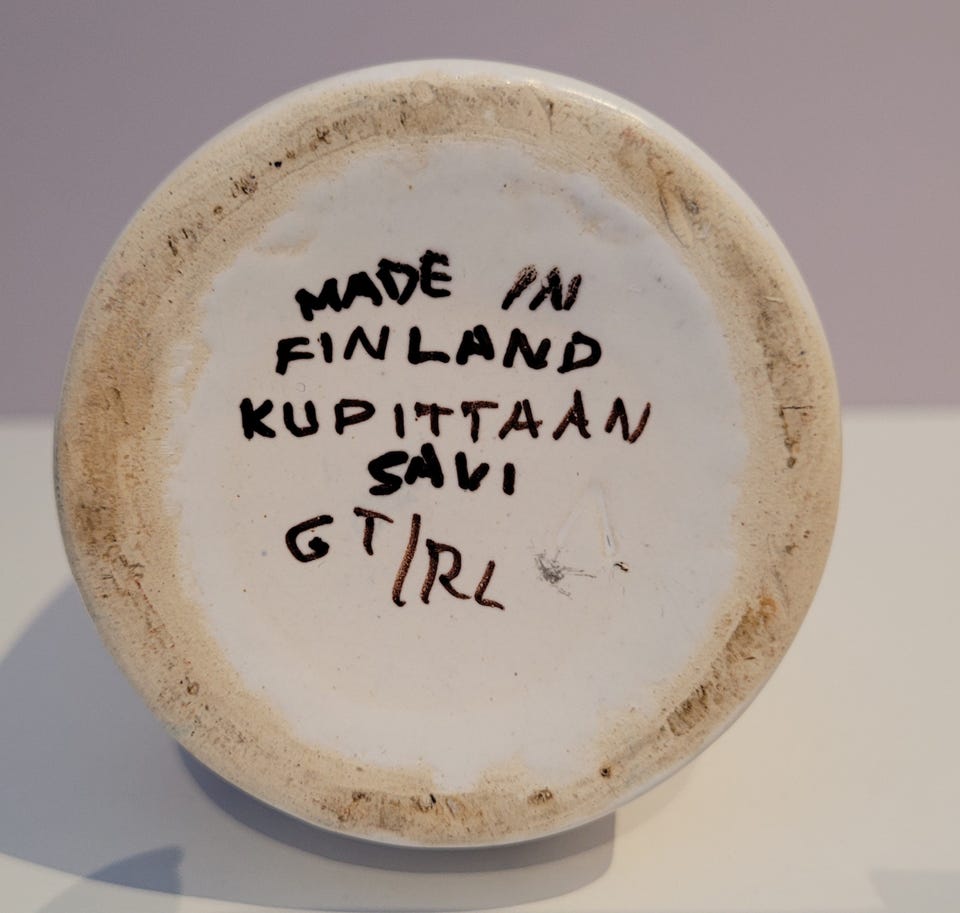 MADE IN
FINLAND
KUPITTAAN
SAVI
GT/RL